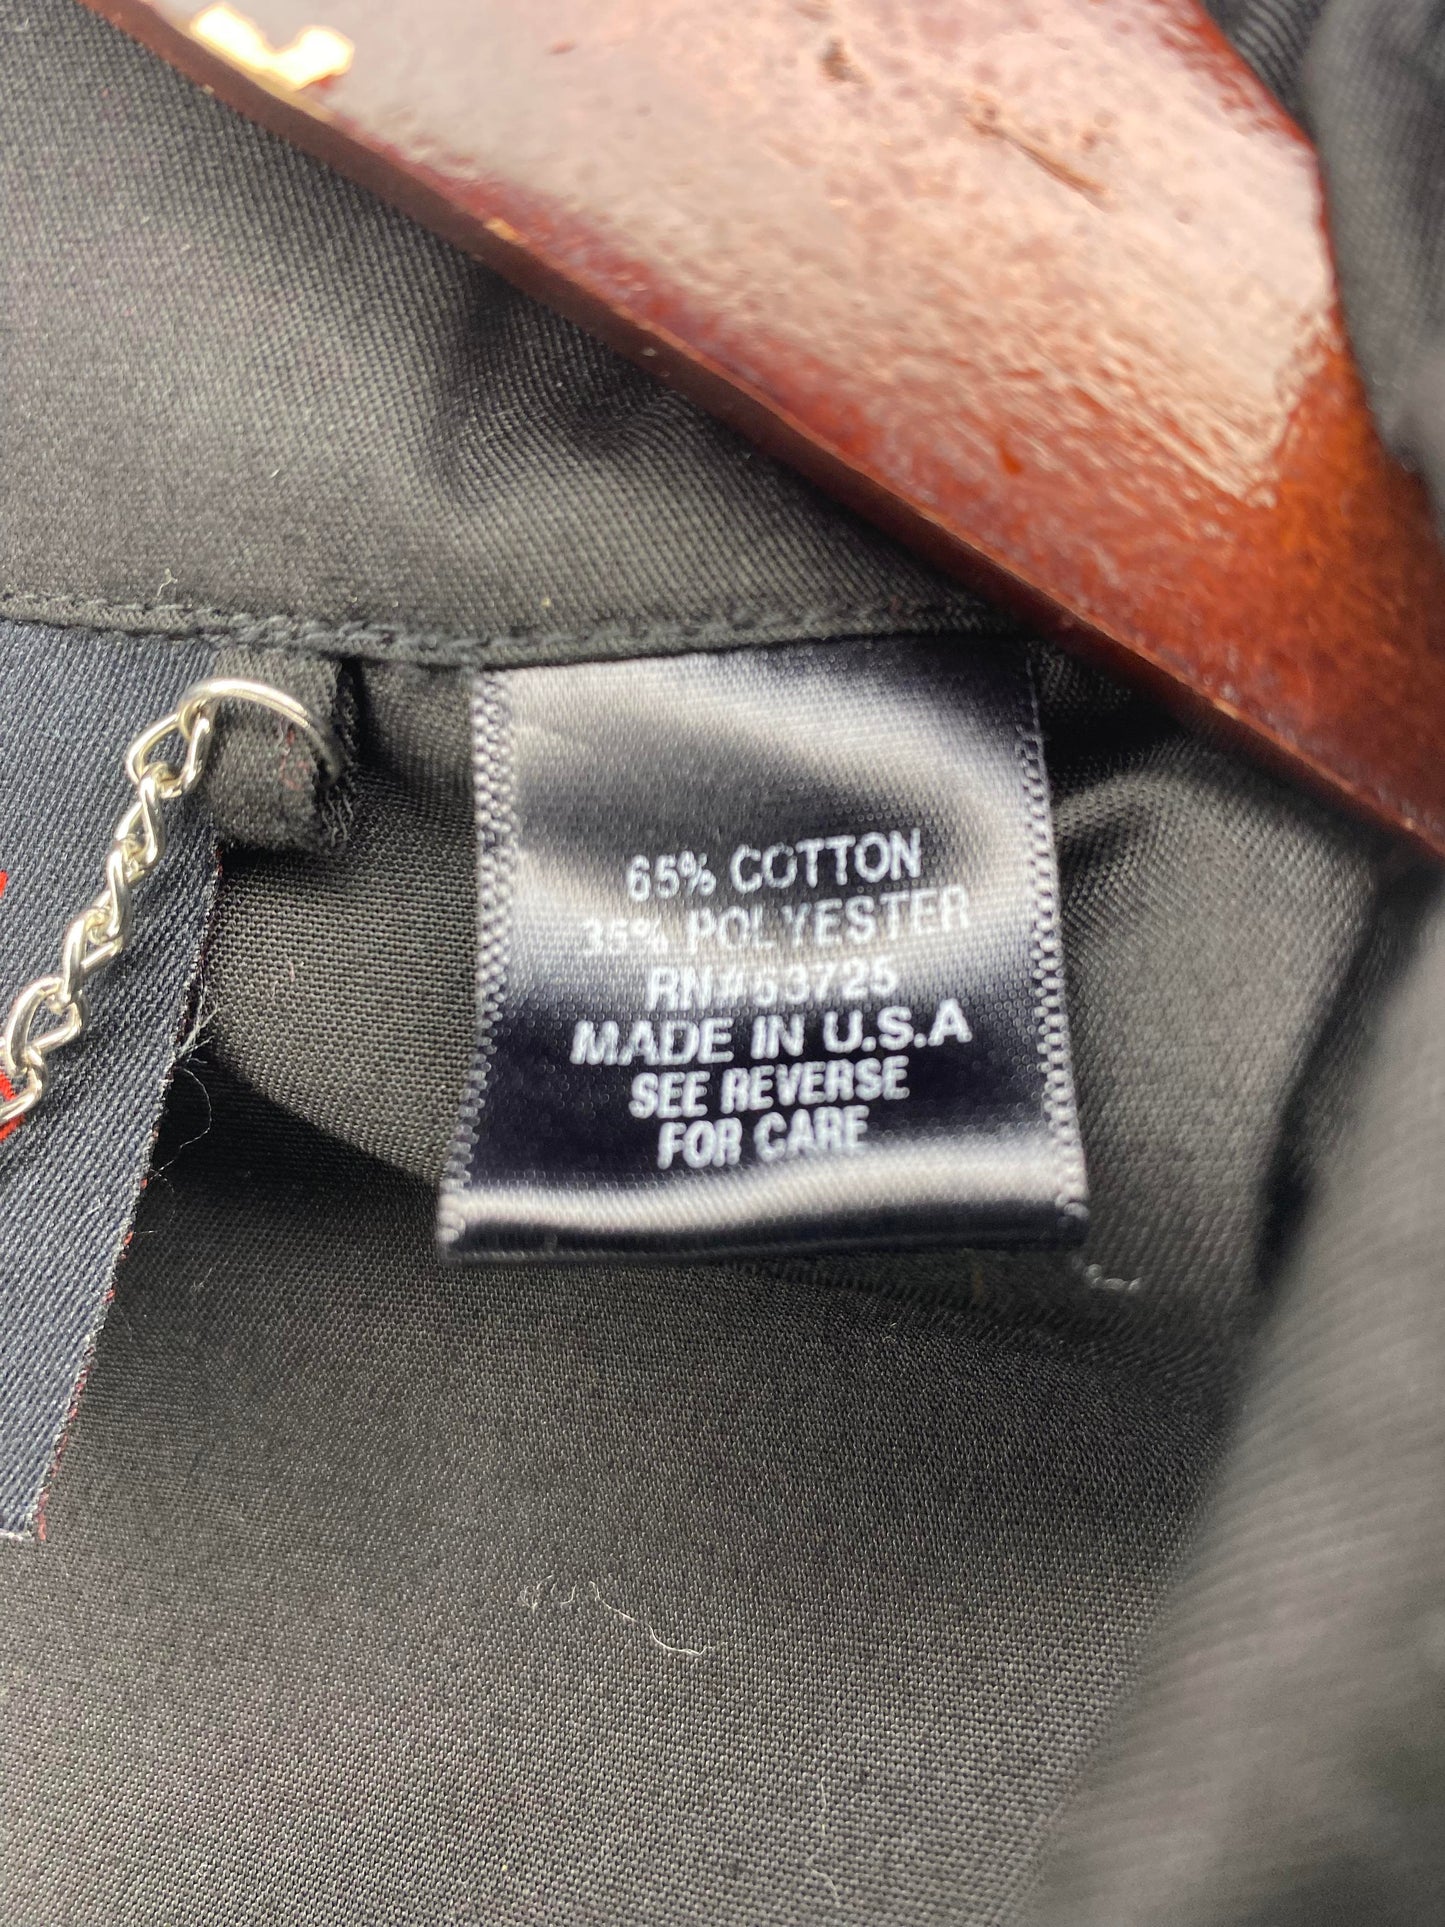 65% COTTON
35% POLYESTER
RN#53725
MADE IN U.S.A
SEE REVERSE
FOR CARE